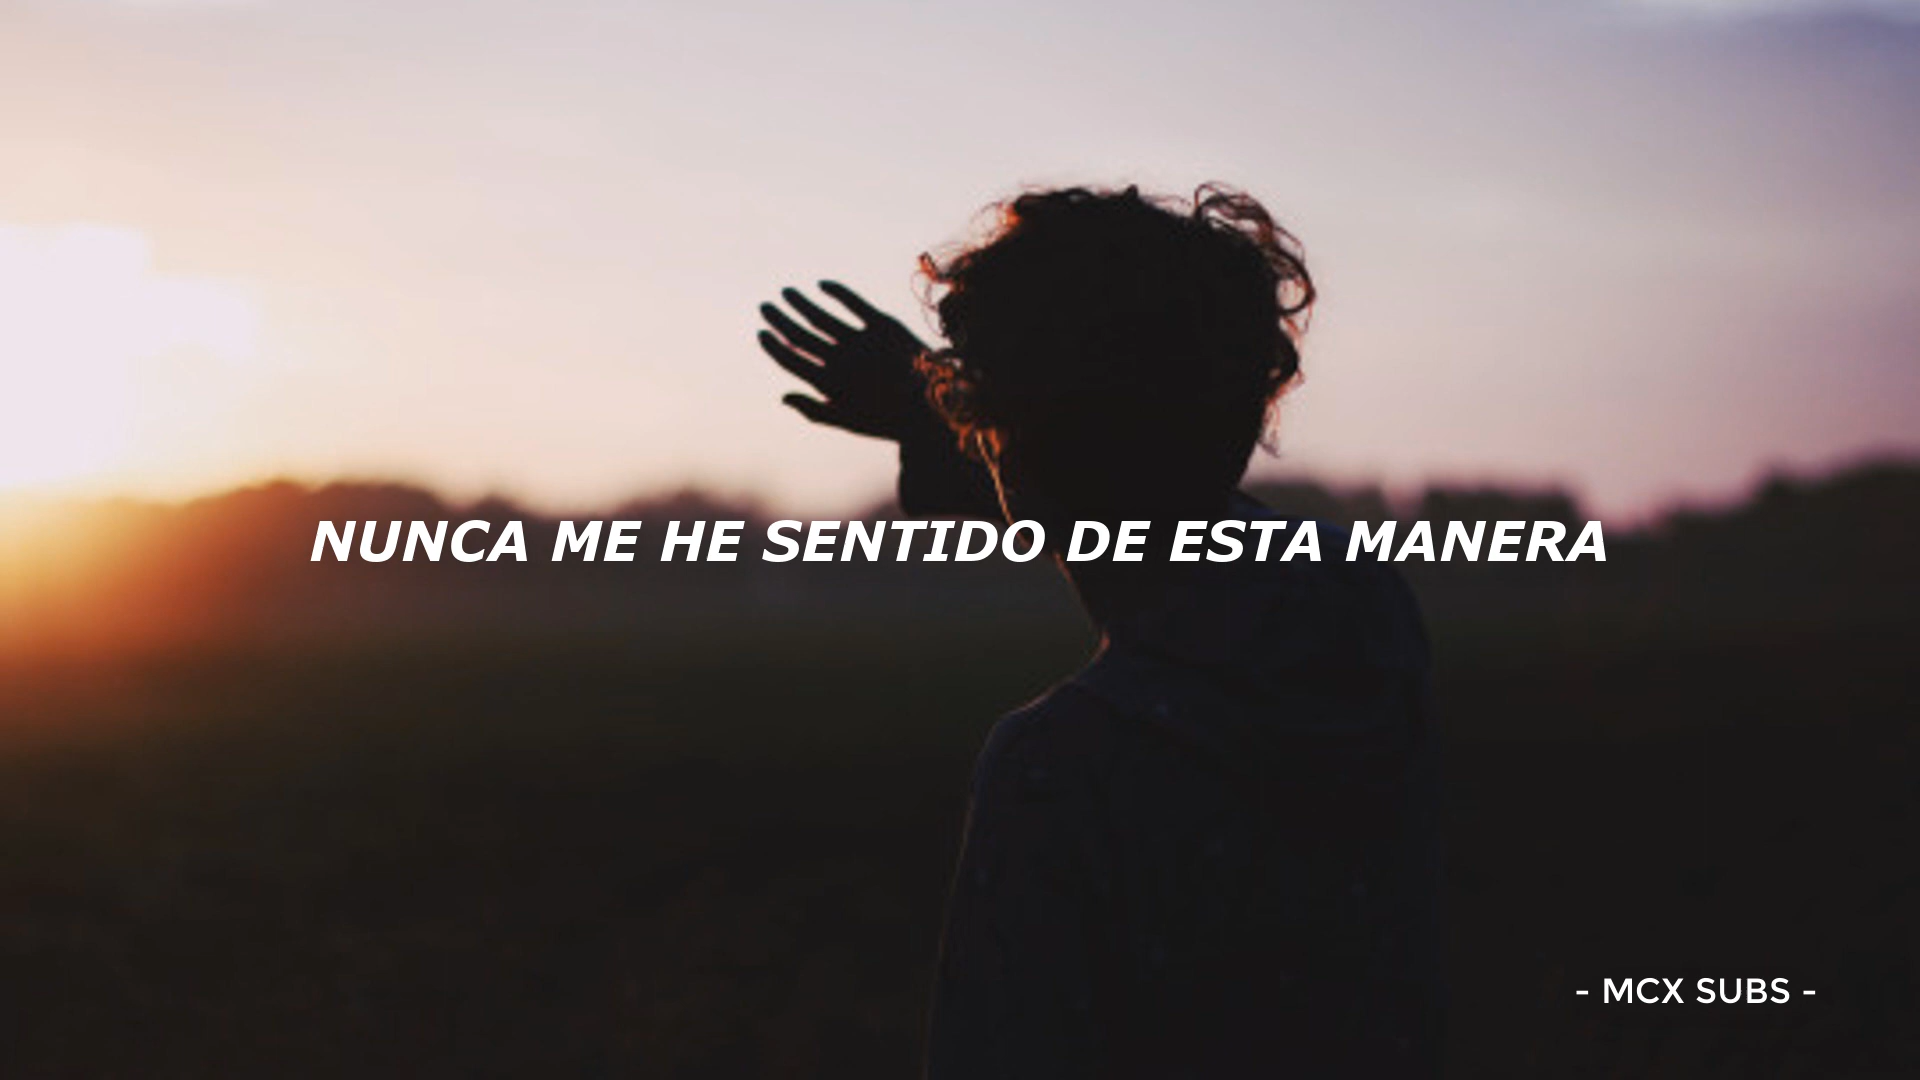 NUNCA ME HE SENTIDO DE ESTA MANERA
- MCX SUBS -